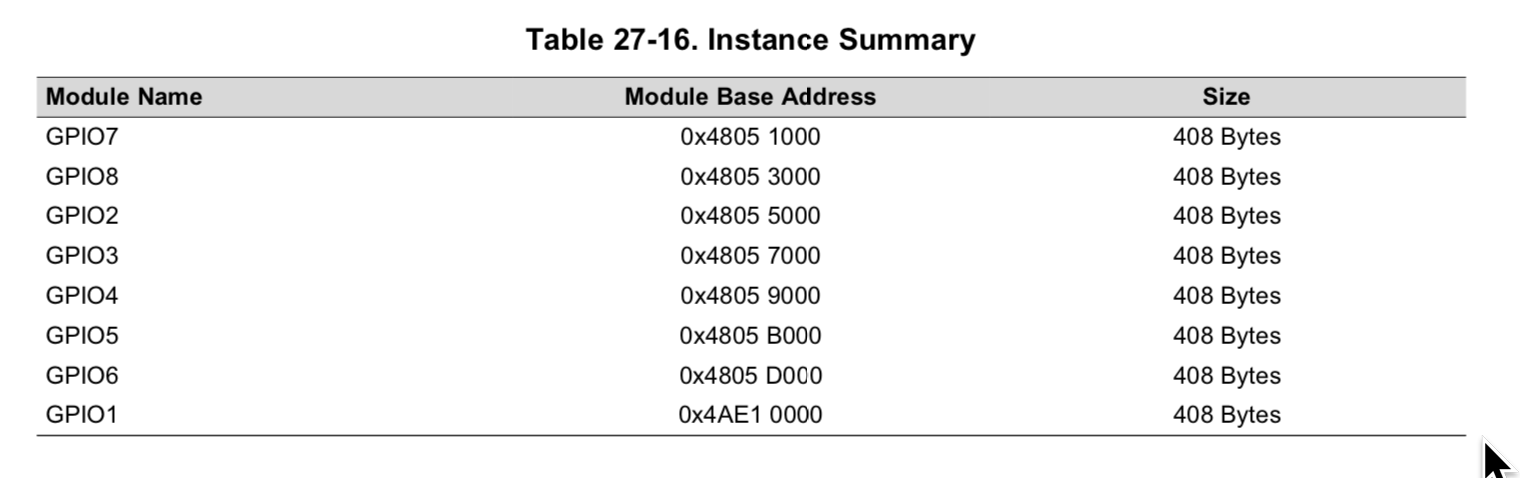 Table 27-16. Instance Summary
Module Name Module Base Address Size
GPIO7 0x4805 1000 408 Bytes
GPIO8 0x4805 3000 408 Bytes
GPIO2 0x4805 5000 408 Bytes
GPIO3 0x4805 7000 408 Bytes
GPIO4 0x4805 9000 408 Bytes
GPIO5 0x4805 B000 408 Bytes
GPIO6 0x4805 D000 408 Bytes
GPIO1 0x4AE1 0000 408 Bytes